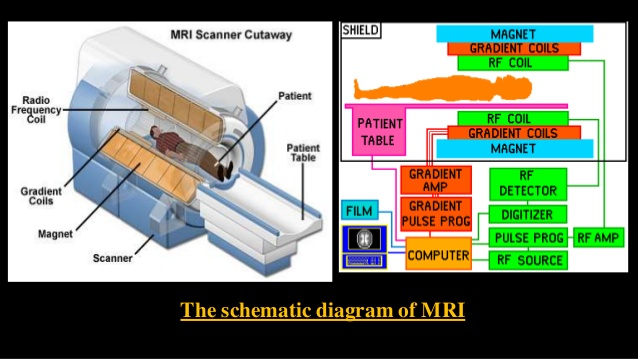 MRI Scanner Cutaway
Radio
Frequency
Coil
Patient
Patient
Table
Gradient
Coils
Magnet
Scanner
SHIELD
MAGNET
GRADIENT COILS
RF COIL
PATIENT
TABLE
RF COIL
GRADIENT COILS
MAGNET
GRADIENT
AMP
RF
DETECTOR
FILM
GRADIENT
PULSE PROG
DIGITIZER
PULSE PROG
RF AMP
COMPUTER
RF SOURCE
The schematic diagram of MRI